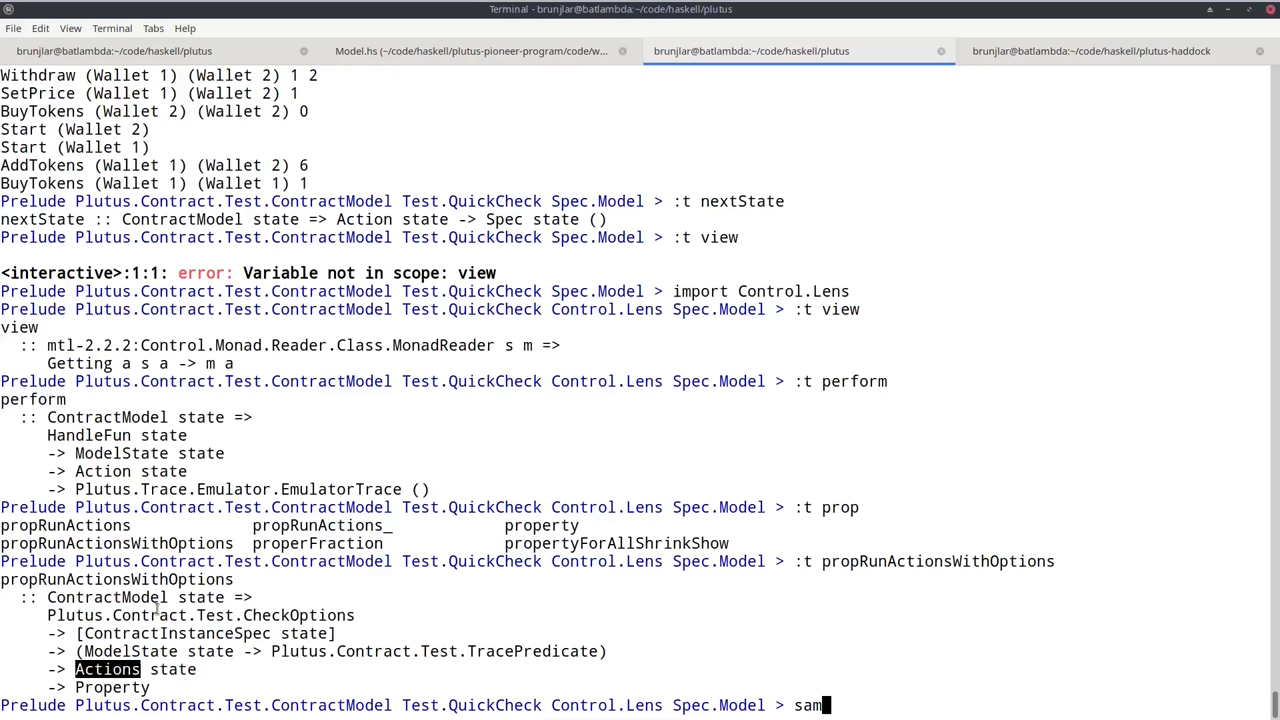 Terminal - brunjlar@batlambda:~/code/haskell/plutus
File Edit View Terminal Tabs Help
brunjlar@batlambda:~/code/haskell/plutus Model.hs (~/code/haskell/plutus-pioneer-program/code/w... brunjlar@batlambda:~/code/haskell/plutus brunjlar@batlambda:~/code/haskell/plutus-haddock
Withdraw (Wallet 1) (Wallet 2) 1 2
SetPrice (Wallet 1) (Wallet 2) 1
BuyTokens (Wallet 2) (Wallet 2) 0
Start (Wallet 2)
Start (Wallet 1)
AddTokens (Wallet 1) (Wallet 2) 6
BuyTokens (Wallet 1) (Wallet 1) 1
Prelude Plutus.Contract.Test.ContractModel Test.QuickCheck Spec.Model > :t nextState
nextState :: ContractModel state => Action state -> Spec state ()
Prelude Plutus.Contract.Test.ContractModel Test.QuickCheck Spec.Model > :t view
<interactive>:1:1: error: Variable not in scope: view
Prelude Plutus.Contract.Test.ContractModel Test.QuickCheck Spec.Model > import Control.Lens
Prelude Plutus.Contract.Test.ContractModel Test.QuickCheck Control.Lens Spec.Model > :t view
view
  :: mtl-2.2.2:Control.Monad.Reader.Class.MonadReader s m =>
     Getting a s a -> m a
Prelude Plutus.Contract.Test.ContractModel Test.QuickCheck Control.Lens Spec.Model > :t perform
perform
  :: ContractModel state =>
     HandleFun state
     -> ModelState state
     -> Action state
     -> Plutus.Trace.Emulator.EmulatorTrace ()
Prelude Plutus.Contract.Test.ContractModel Test.QuickCheck Control.Lens Spec.Model > :t prop
propRunActions propRunActions_ property
propRunActionsWithOptions properFraction propertyForAllShrinkShow
Prelude Plutus.Contract.Test.ContractModel Test.QuickCheck Control.Lens Spec.Model > :t propRunActionsWithOptions
propRunActionsWithOptions
  :: ContractModel state =>
     Plutus.Contract.Test.CheckOptions
     -> [ContractInstanceSpec state]
     -> (ModelState state -> Plutus.Contract.Test.TracePredicate)
     -> Actions state
     -> Property
Prelude Plutus.Contract.Test.ContractModel Test.QuickCheck Control.Lens Spec.Model > sam